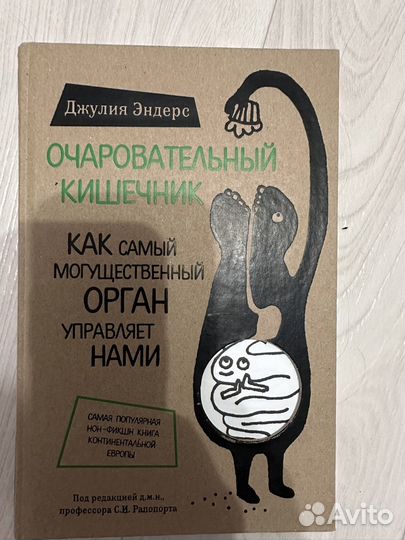 Джулия Эндерс
ОЧАРОВАТЕЛЬНЫЙ
КИШЕЧНИК
КАК САМЫЙ
МОГУЩЕСТВЕННЫЙ
ОРГАН
УПРАВЛЯЕТ
НАМИ
САМАЯ ПОПУЛЯРНАЯ
НОН-ФИКШН КНИГА
КОНТИНЕНТАЛЬНОЙ
ЕВРОПЫ
Под редакцией д.м.н.,
профессора С.И. Рапопорта
Avito